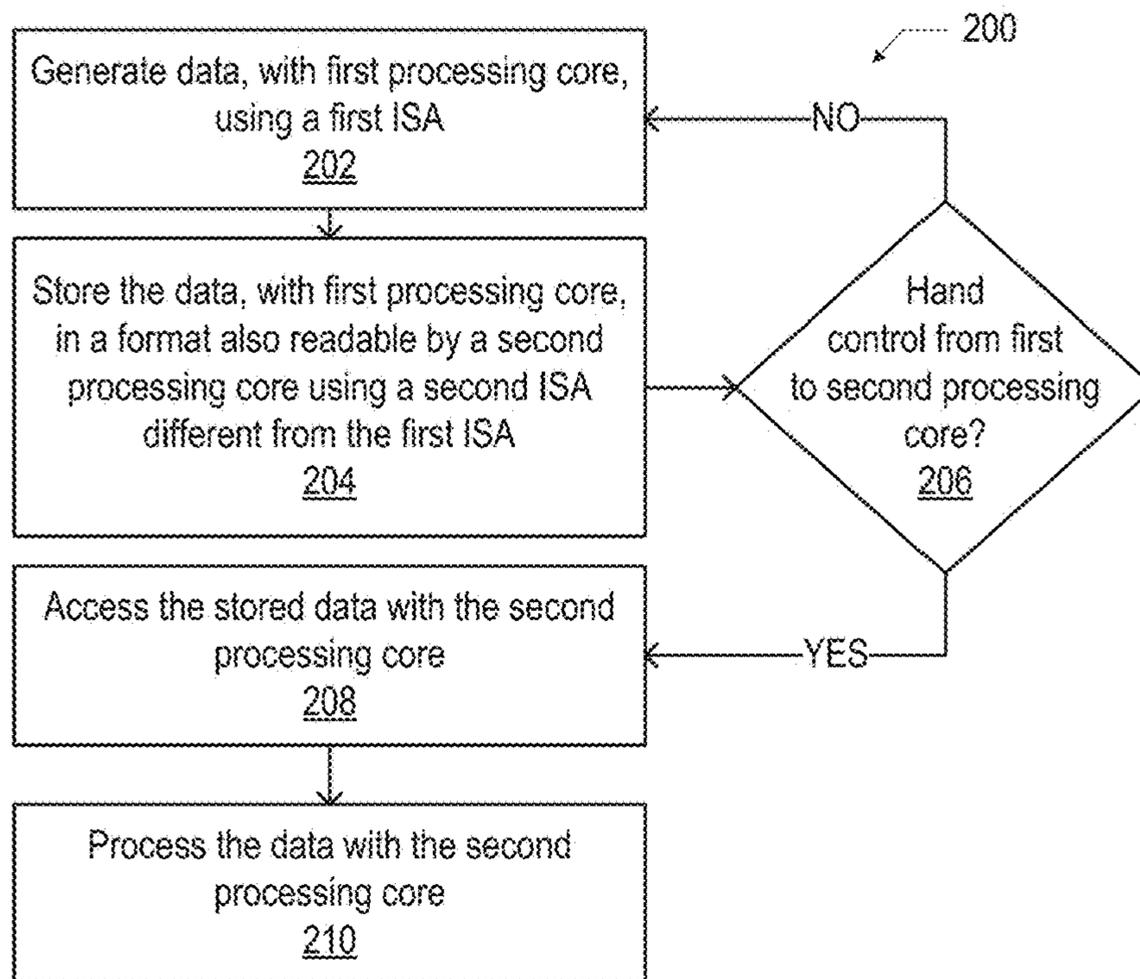 200
Generate data, with first processing core,
using a first ISA
202
NO
Store the data, with first processing core,
in a format also readable by a second
processing core using a second ISA
different from the first ISA
204
Hand
control from first
to second processing
core?
206
Access the stored data with the second
processing core
208
YES
Process the data with the second
processing core
210